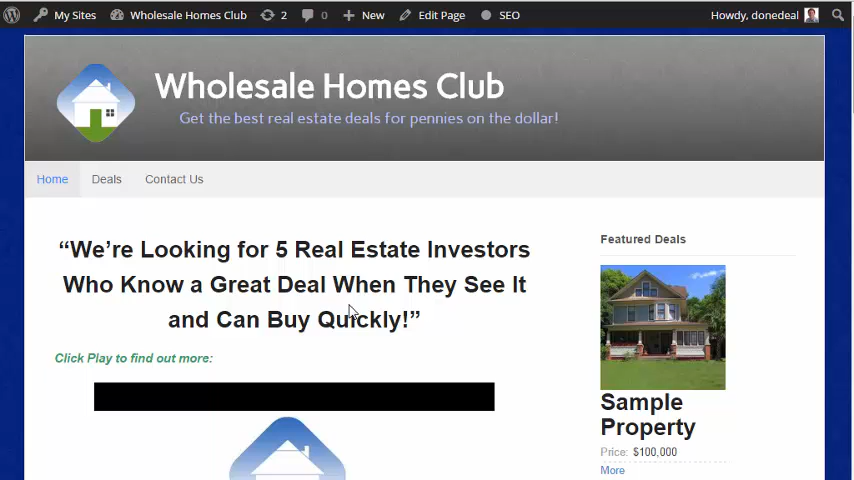 My Sites Wholesale Homes Club 2 0 New Edit Page SEO Howdy, donedeal
Wholesale Homes Club
Get the best real estate deals for pennies on the dollar!
Home Deals Contact Us
“We’re Looking for 5 Real Estate Investors
Who Know a Great Deal When They See It
and Can Buy Quickly!”
Click Play to find out more:
Featured Deals
Sample
Property
Price: $100,000
More